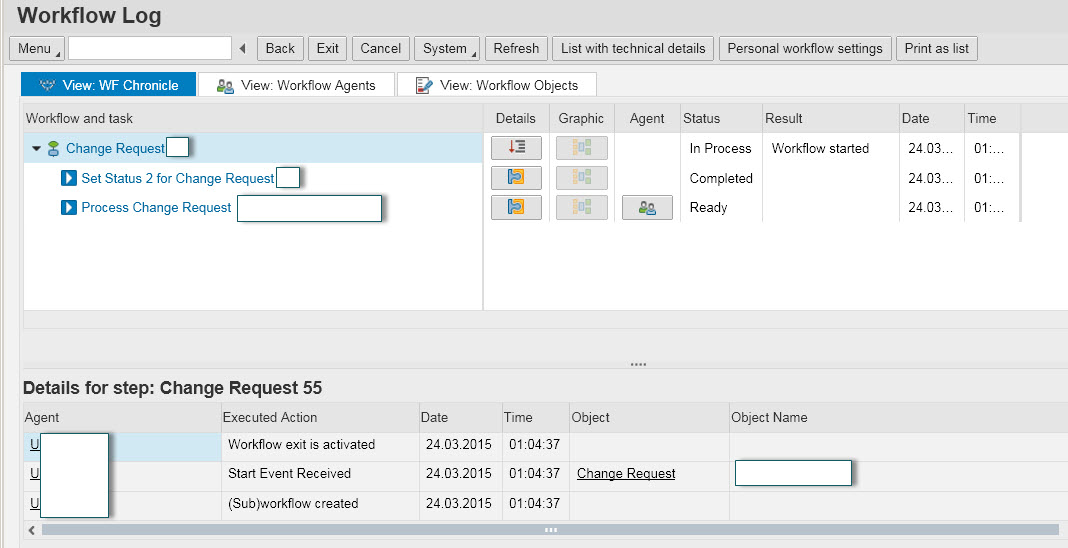 Workflow Log
Menu Back Exit Cancel System Refresh List with technical details Personal workflow settings Print as list
View: WF Chronicle View: Workflow Agents View: Workflow Objects
Workflow and task Details Graphic Agent Status Result Date Time
Change Request In Process Workflow started 24.03... 01:...
Set Status 2 for Change Request Completed 24.03... 01:...
Process Change Request Ready 24.03... 01:...
Details for step: Change Request 55
Agent Executed Action Date Time Object Object Name
U Workflow exit is activated 24.03.2015 01:04:37
U Start Event Received 24.03.2015 01:04:37 Change Request
U (Sub)workflow created 24.03.2015 01:04:37